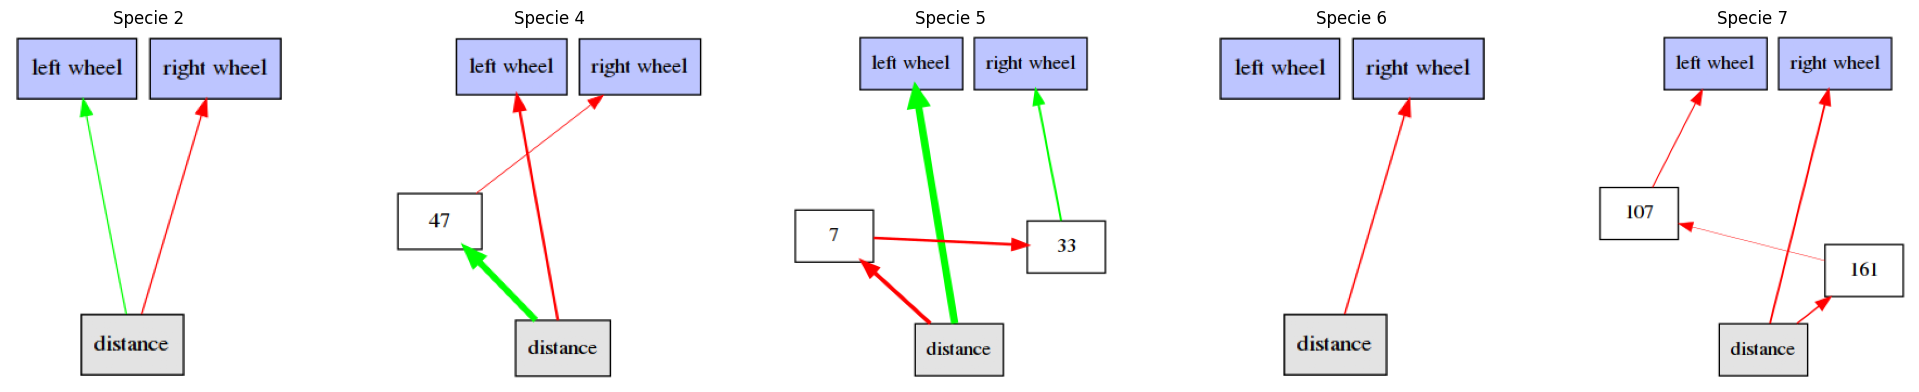 Specie 2
left wheel
right wheel
distance
Specie 4
left wheel
right wheel
47
distance
Specie 5
left wheel
right wheel
7
33
distance
Specie 6
left wheel
right wheel
distance
Specie 7
left wheel
right wheel
107
161
distance